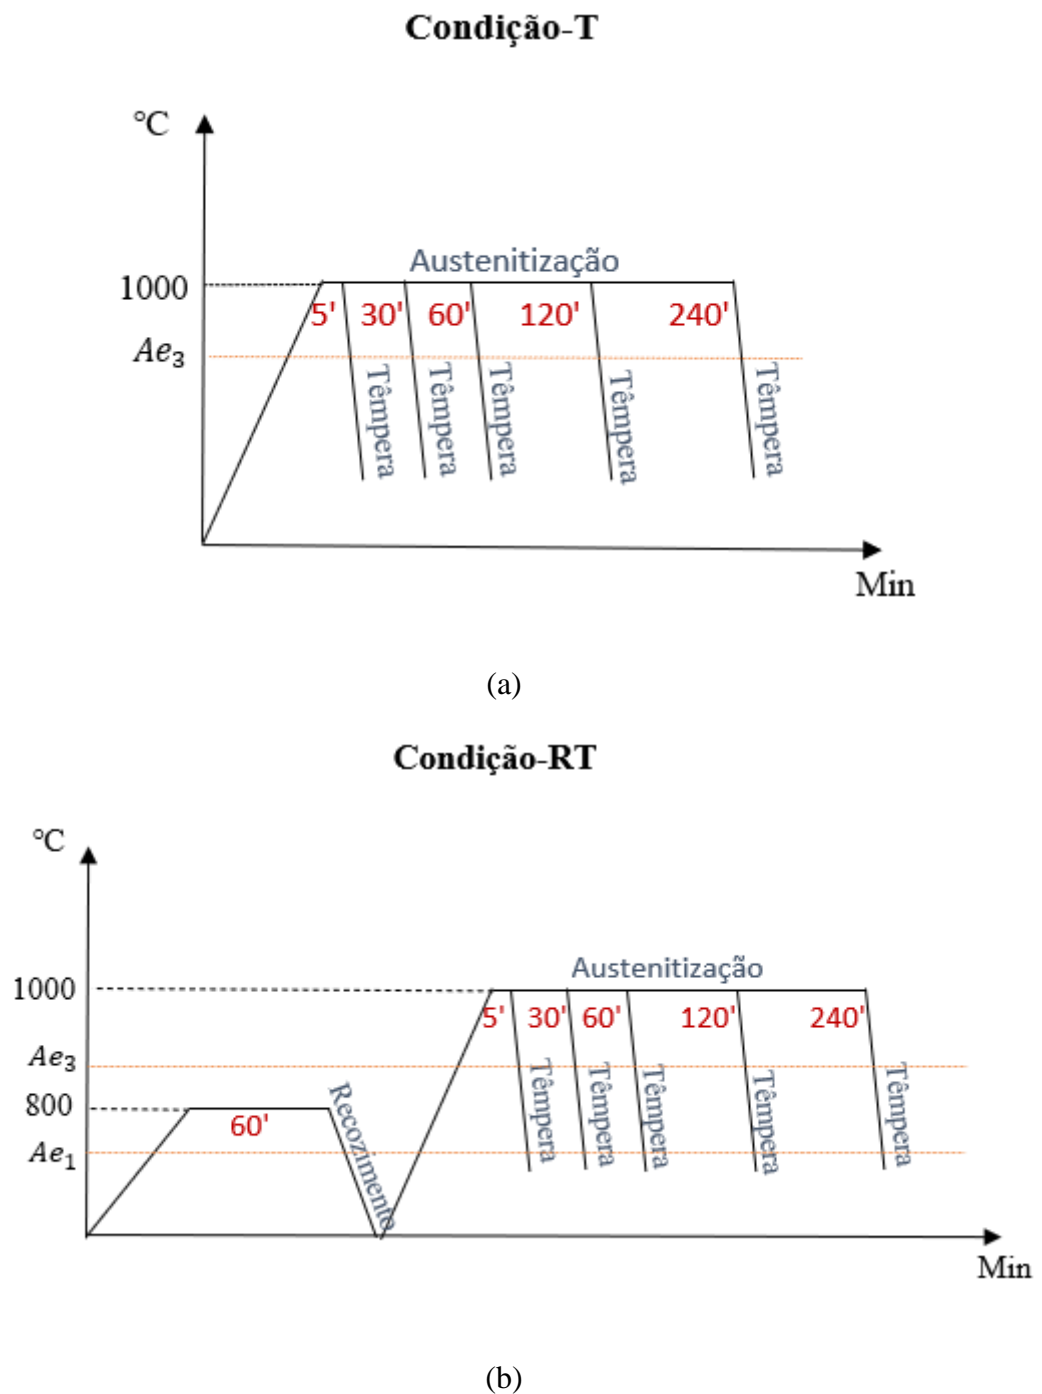 Condição-T
°C
Austenitização
1000
5' 30' 60' 120' 240'
Ae₃
Têmpera Têmpera Têmpera Têmpera Têmpera
Min
(a)
Condição-RT
°C
Austenitização
1000
5' 30' 60' 120' 240'
Ae₃
Têmpera Têmpera Têmpera Têmpera Têmpera
800
60'
Recozimento
Ae₁
Min
(b)